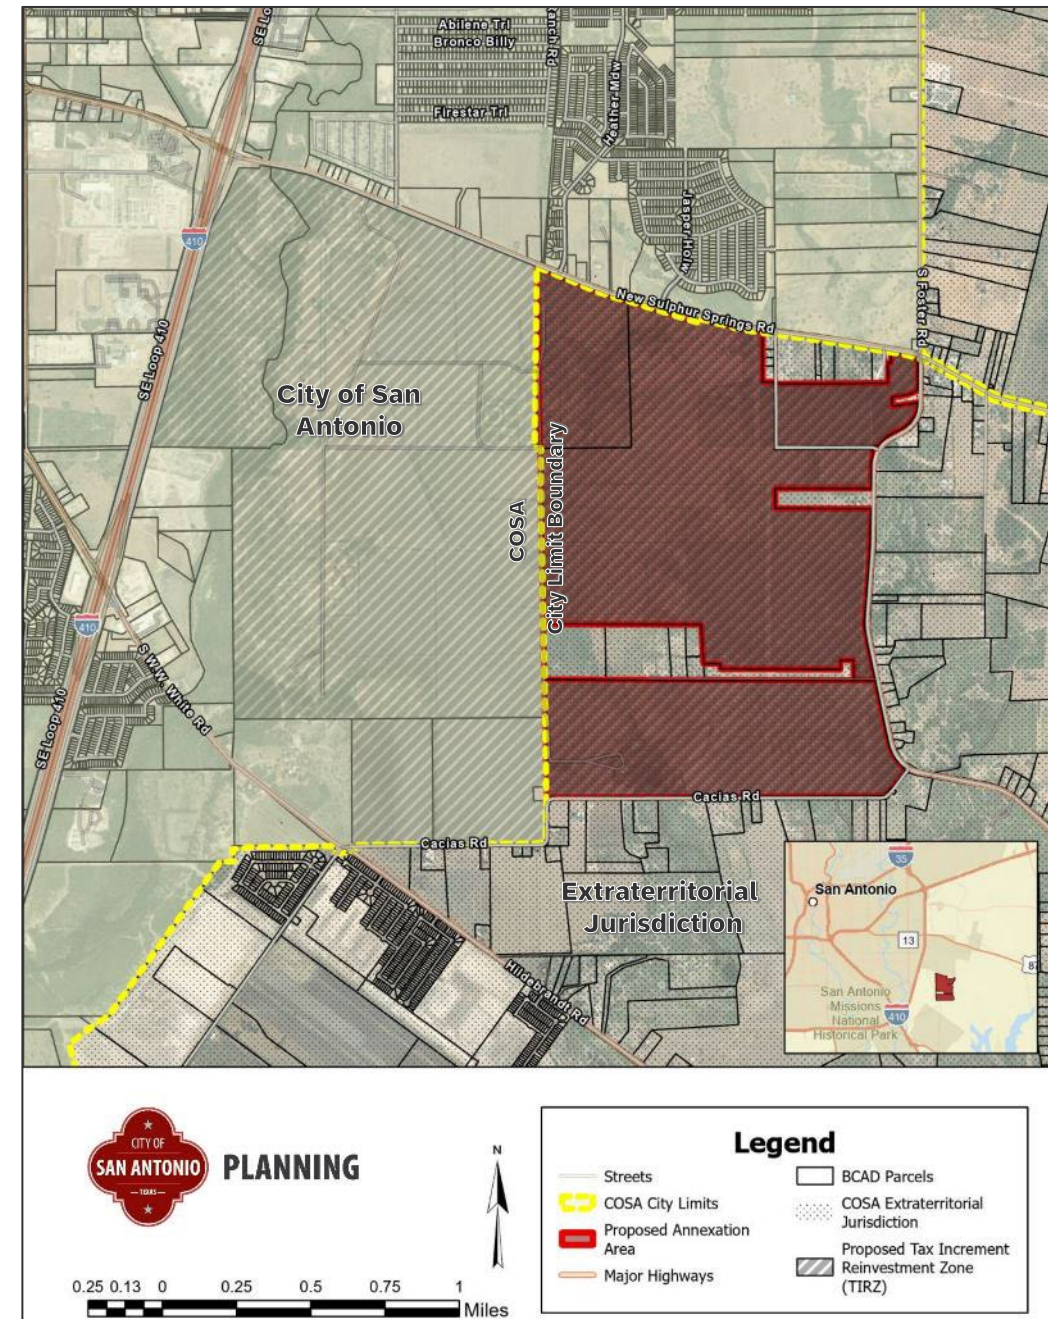 SE Lo
Abilene Trl
Bronco Billy
Ranch Rd
Firestar Trl
Heather Mdw
Jasper Holw
410
New Sulphur Springs Rd
S Foster Rd
SE Loop 410
City of San
Antonio
COSA
City Limit Boundary
410
S W.W. White Rd
SE Loop 410
Cacias Rd
Cacias Rd
Extraterritorial
Jurisdiction
Hildebrandt Rd
35
San Antonio
13
87
San Antonio
Missions
National
Historical Park
410
CITY OF
SAN ANTONIO
TEXAS
PLANNING
N
0.25 0.13 0 0.25 0.5 0.75 1
Miles
Legend
Streets
COSA City Limits
Proposed Annexation
Area
Major Highways
BCAD Parcels
COSA Extraterritorial
Jurisdiction
Proposed Tax Increment
Reinvestment Zone
(TIRZ)